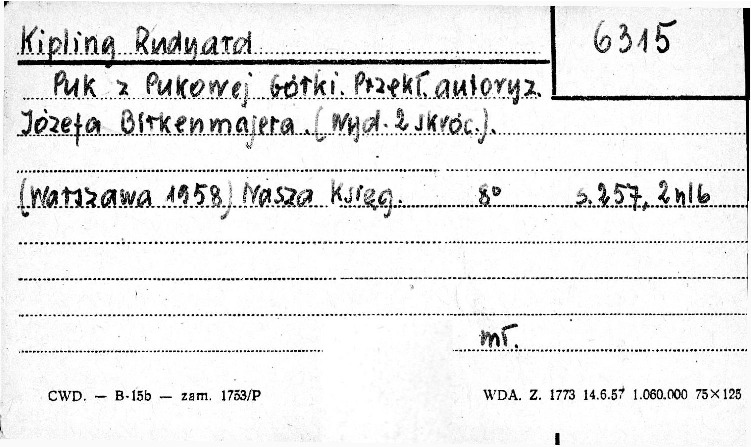 Kipling Rudyard
6315
Puk z Pukowej Górki. Przekł. autoryz.
Józefa Birkenmajera. (Wyd. 2 skróc.).
(Warszawa 1958) Nasza Księg. 8° s. 257, 2 nlb
mł.
CWD. — B-15b — zam. 1753/P
WDA. Z. 1773 14.6.57 1.060.000 75×125